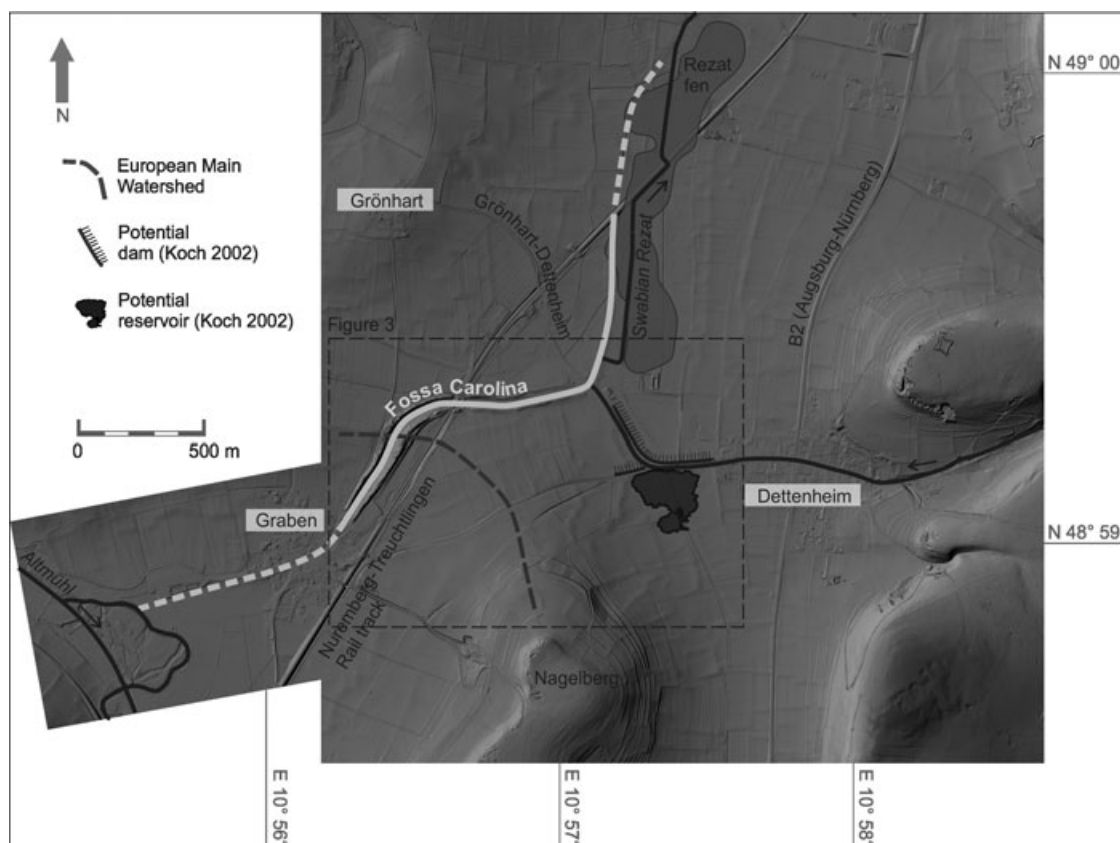 N
European Main
Watershed
Potential
dam (Koch 2002)
Potential
reservoir (Koch 2002)
0 500 m
Rezat
fen
N 49° 00
Grönhart
Grönhart-Dettenheim
Swabian Rezat
B2 (Augsburg-Nürnberg)
Figure 3
Fossa Carolina
Graben
Dettenheim
N 48° 59
Altmühl
Nuremberg-Treuchtlingen
Rail track
Nagelberg
E 10° 56'
E 10° 57'
E 10° 58'